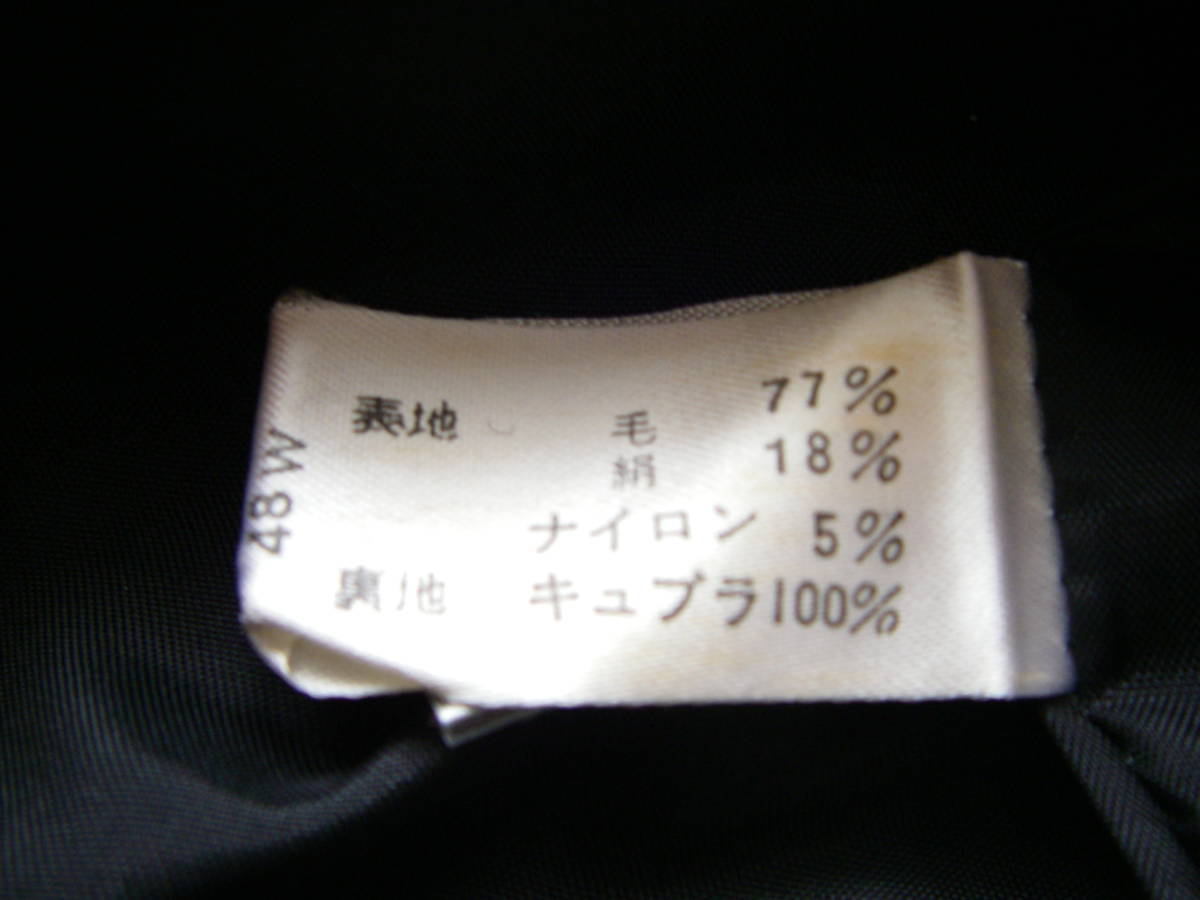 表地 毛 77%
絹 18%
ナイロン 5%
裏地 キュプラ100%
48W